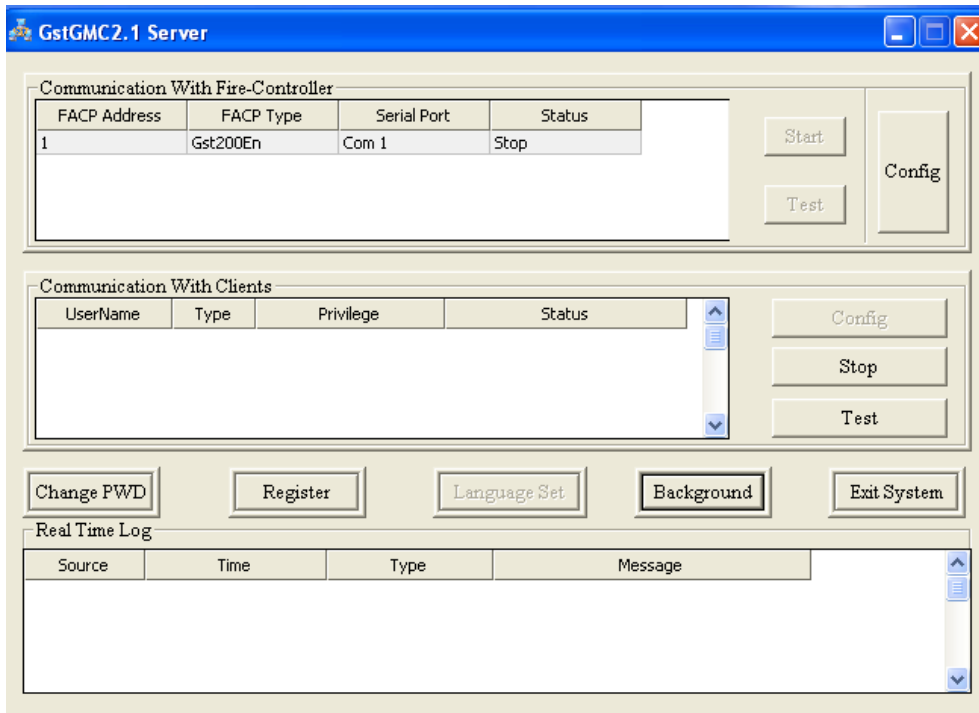 GstGMC2.1 Server
Communication With Fire-Controller
FACP Address FACP Type Serial Port Status
1 Gst200En Com 1 Stop
Start
Test
Config
Communication With Clients
UserName Type Privilege Status
Config
Stop
Test
Change PWD Register Language Set Background Exit System
Real Time Log
Source Time Type Message